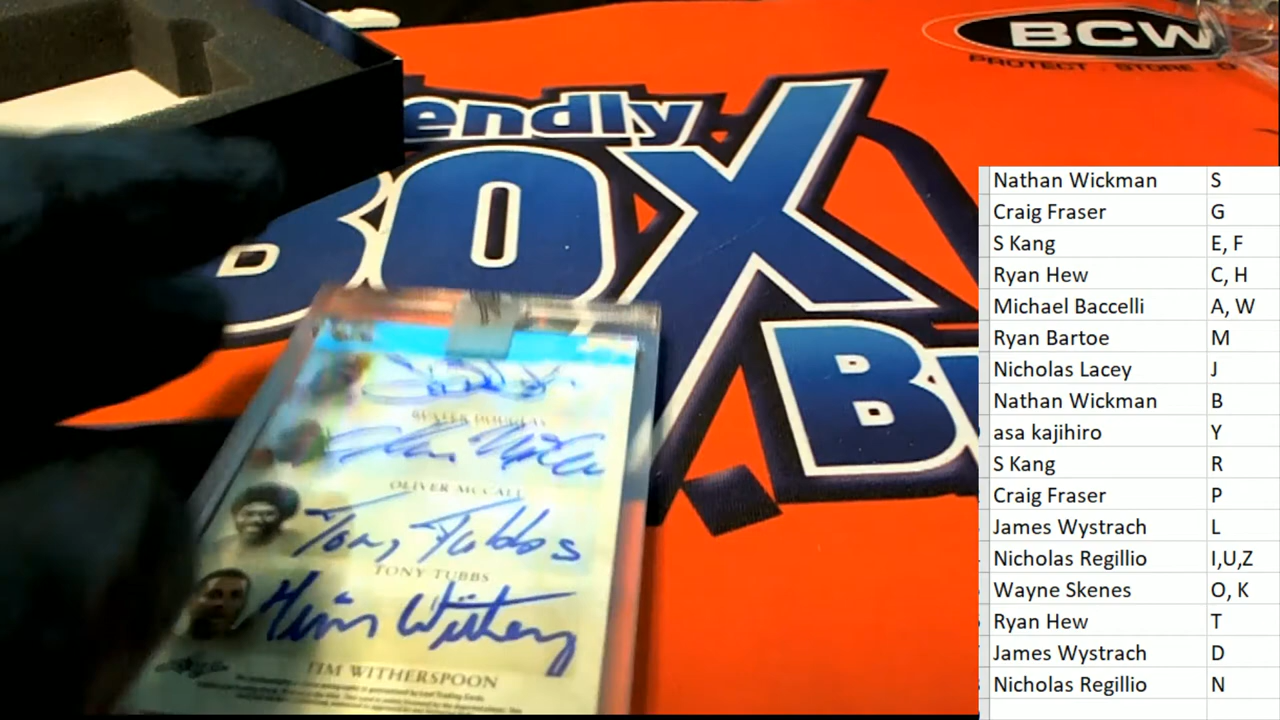 BCW
PROTECT STORE
endly
BOX
B
BUSTER DOUGLAS
OLIVER MCCALL
Tony Tubbs
TONY TUBBS
Tim Witherspoon
TIM WITHERSPOON
Nathan Wickman S
Craig Fraser G
S Kang E, F
Ryan Hew C, H
Michael Baccelli A, W
Ryan Bartoe M
Nicholas Lacey J
Nathan Wickman B
asa kajihiro Y
S Kang R
Craig Fraser P
James Wystrach L
Nicholas Regillio I,U,Z
Wayne Skenes O, K
Ryan Hew T
James Wystrach D
Nicholas Regillio N